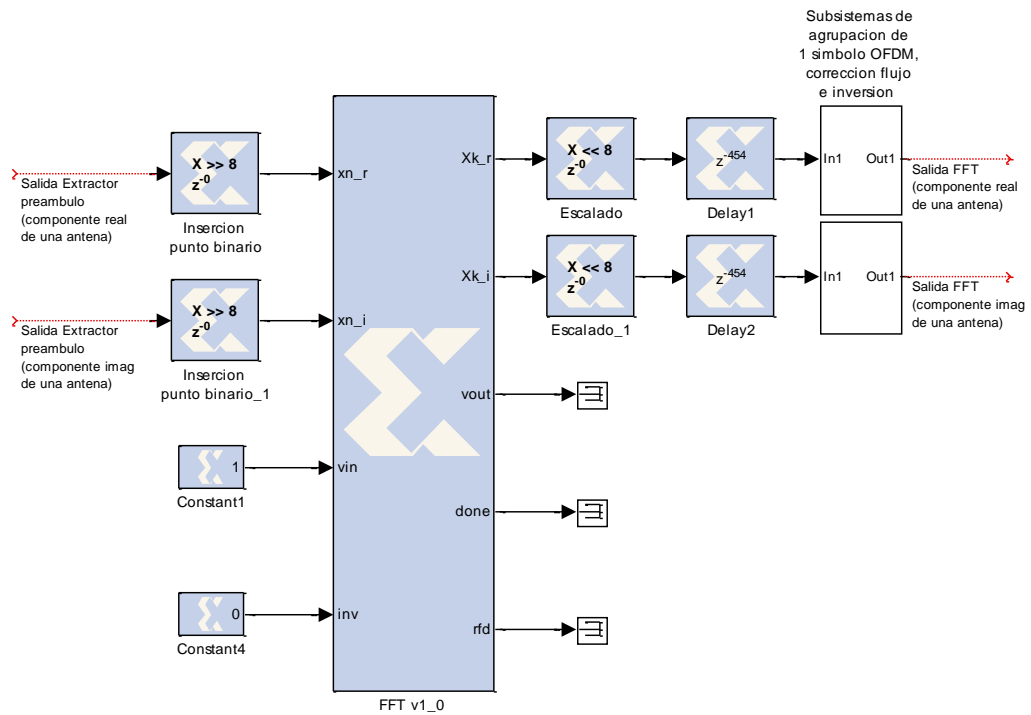 Subsistemas de
agrupacion de
1 simbolo OFDM,
correccion flujo
e inversion
Salida Extractor
preambulo
(componente real
de una antena)
X >> 8
z-0
Insercion
punto binario
xn_r
Xk_r
X << 8
z-0
Escalado
z-454
Delay1
In1
Out1
Salida FFT
(componente real
de una antena)
Salida Extractor
preambulo
(componente imag
de una antena)
X >> 8
z-0
Insercion
punto binario_1
xn_i
Xk_i
X << 8
z-0
Escalado_1
z-454
Delay2
In1
Out1
Salida FFT
(componente imag
de una antena)
vout
1
Constant1
vin
done
0
Constant4
inv
rfd
FFT v1_0